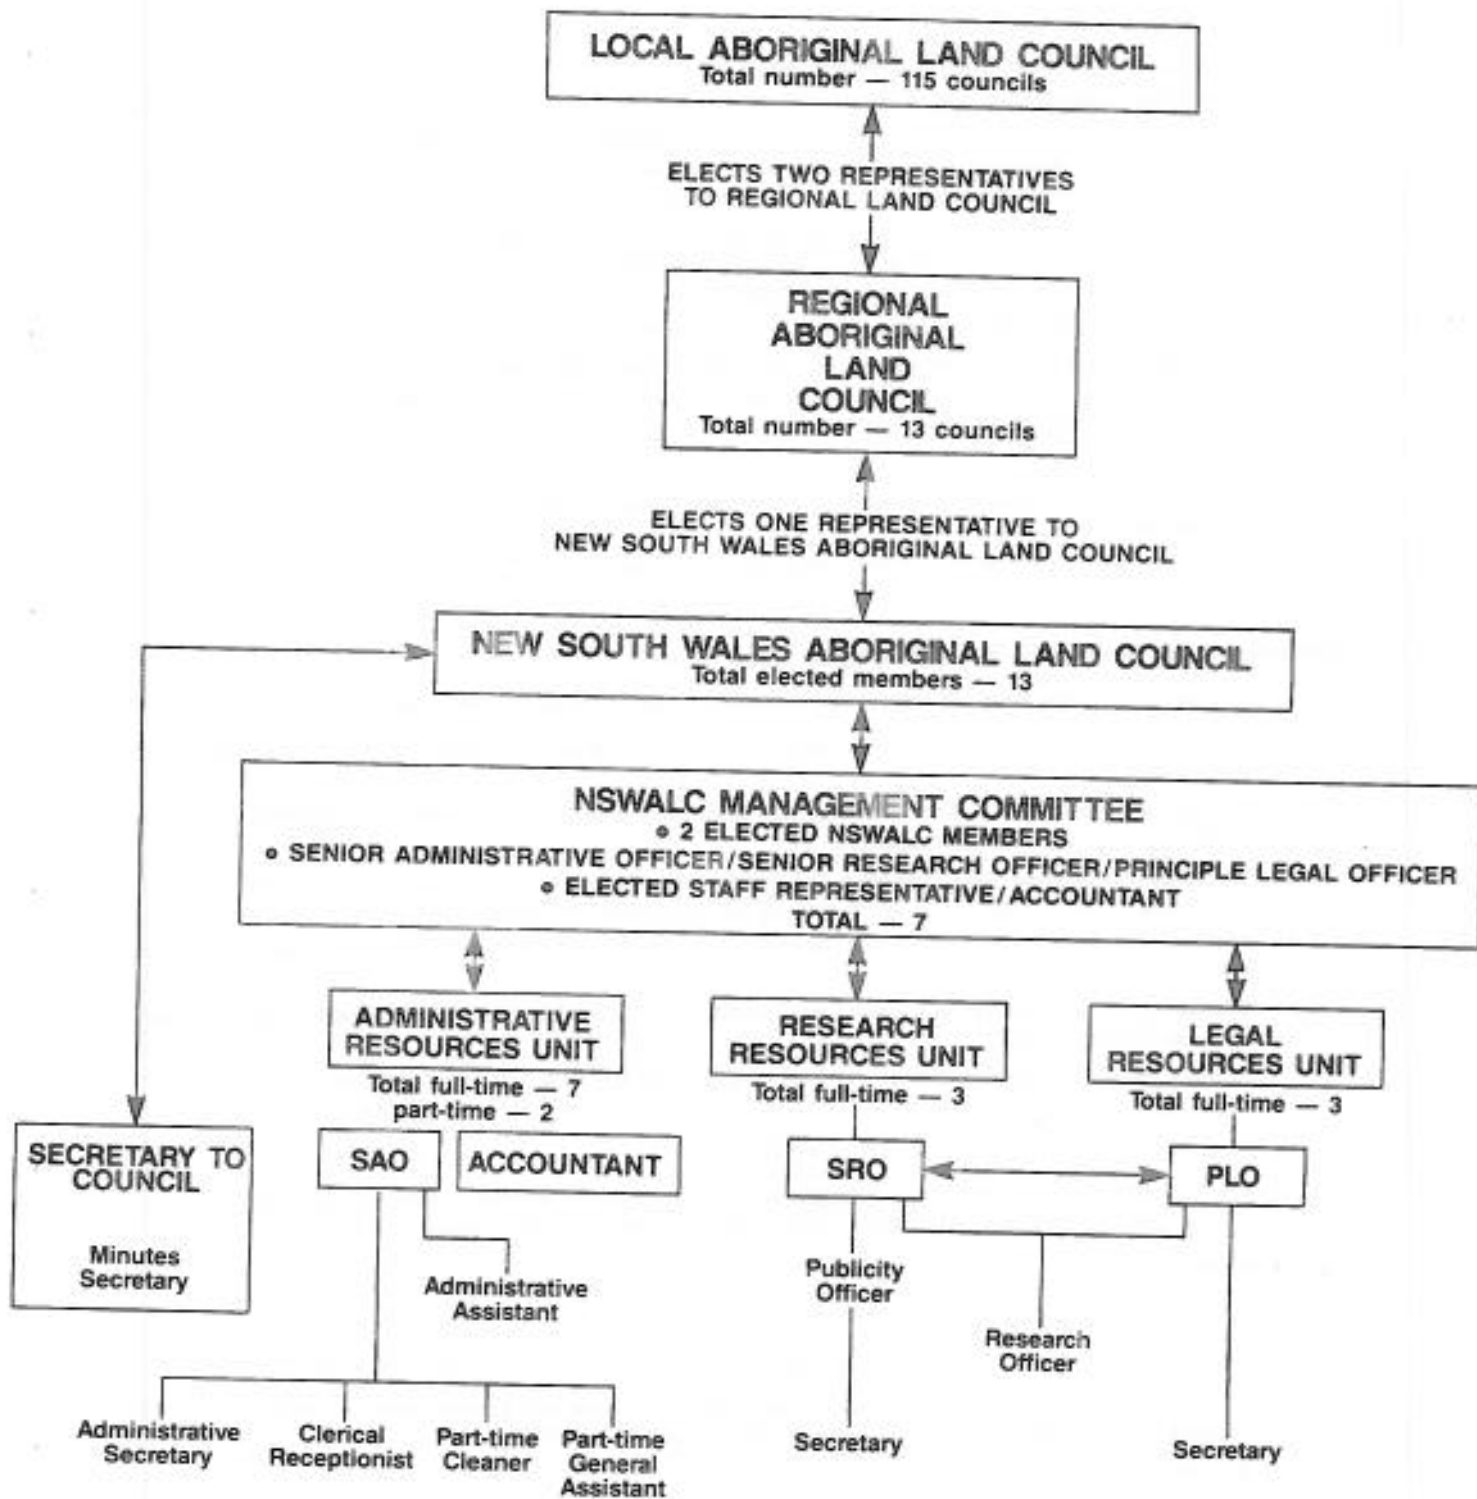 LOCAL ABORIGINAL LAND COUNCIL
Total number — 115 councils
ELECTS TWO REPRESENTATIVES
TO REGIONAL LAND COUNCIL
REGIONAL
ABORIGINAL
LAND
COUNCIL
Total number — 13 councils
ELECTS ONE REPRESENTATIVE TO
NEW SOUTH WALES ABORIGINAL LAND COUNCIL
NEW SOUTH WALES ABORIGINAL LAND COUNCIL
Total elected members — 13
NSWALC MANAGEMENT COMMITTEE
• 2 ELECTED NSWALC MEMBERS
• SENIOR ADMINISTRATIVE OFFICER/SENIOR RESEARCH OFFICER/PRINCIPLE LEGAL OFFICER
• ELECTED STAFF REPRESENTATIVE/ACCOUNTANT
TOTAL — 7
ADMINISTRATIVE
RESOURCES UNIT
Total full-time — 7
part-time — 2
RESEARCH
RESOURCES UNIT
Total full-time — 3
LEGAL
RESOURCES UNIT
Total full-time — 3
SECRETARY TO
COUNCIL
Minutes
Secretary
SAO
ACCOUNTANT
SRO
PLO
Administrative
Assistant
Publicity
Officer
Research
Officer
Administrative
Secretary
Clerical
Receptionist
Part-time
Cleaner
Part-time
General
Assistant
Secretary
Secretary